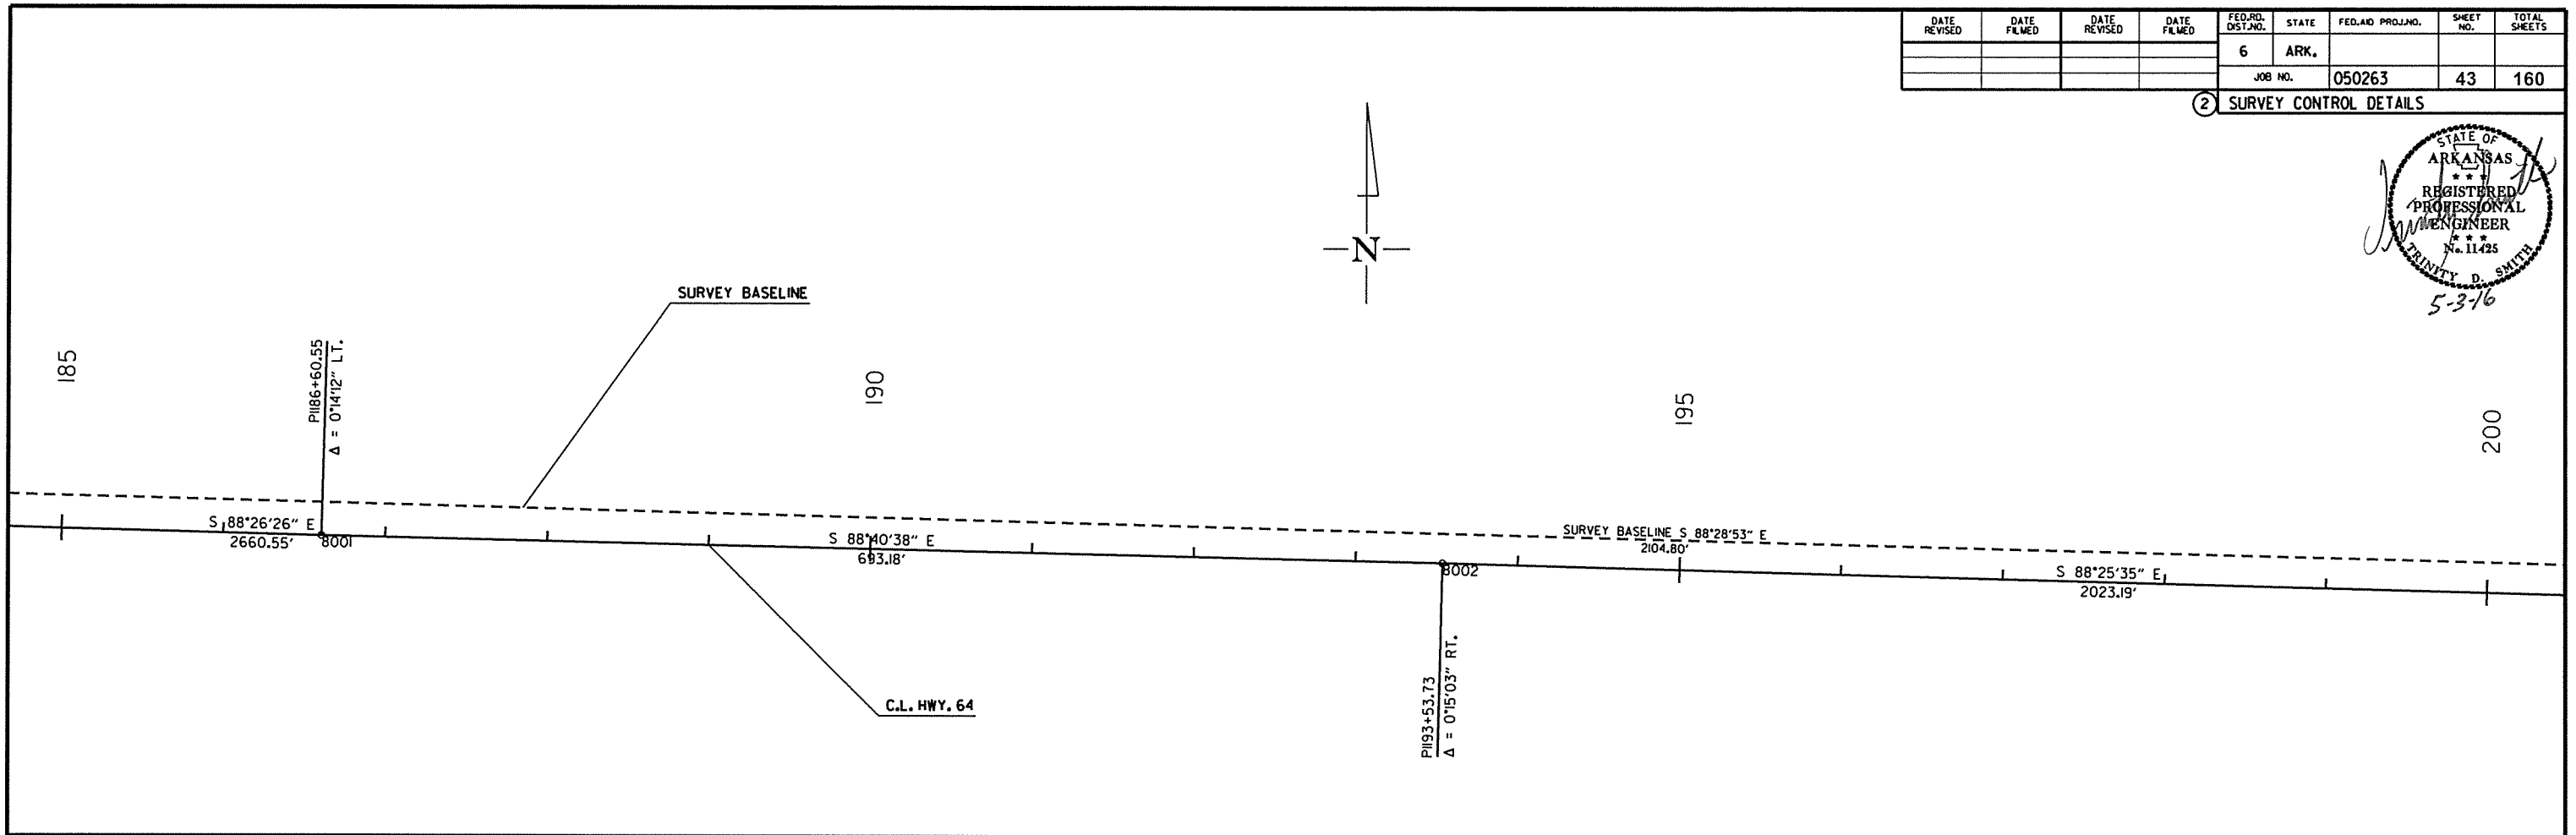 DATE REVISED
DATE FILMED
DATE REVISED
DATE FILMED
FED.RD. DIST.NO.
STATE
FED.AID PROJ.NO.
SHEET NO.
TOTAL SHEETS
6
ARK.
JOB NO.
050263
43
160
2 SURVEY CONTROL DETAILS
STATE OF
ARKANSAS
★ ★ ★
REGISTERED
PROFESSIONAL
ENGINEER
★ ★ ★
No. 11425
TRINITY D. SMITH
5-3-16
N
SURVEY BASELINE
185
PI186+60.55
Δ = 0°14'12" LT.
190
195
200
S 88°26'26" E
2660.55'
8001
S 88°40'38" E
693.18'
8002
SURVEY BASELINE S 88°28'53" E
2104.80'
S 88°25'35" E
2023.19'
C.L. HWY. 64
PI193+53.73
Δ = 0°15'03" RT.